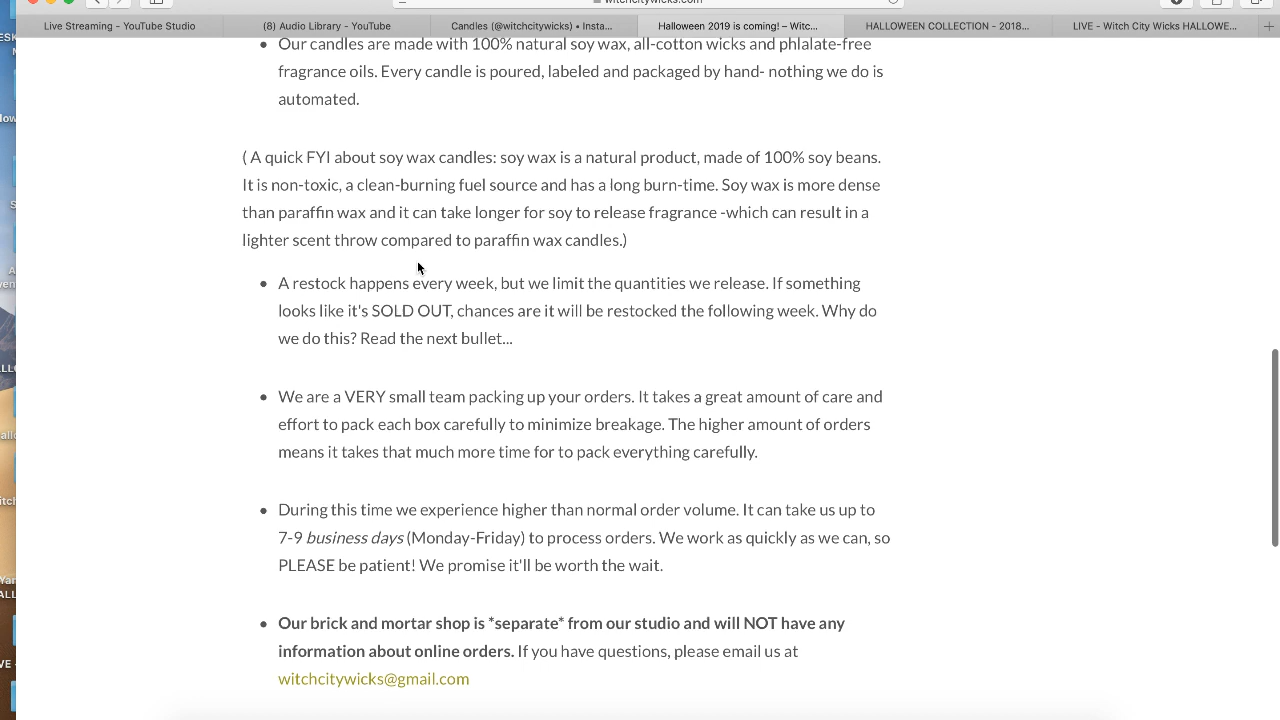 witchcitywicks.com
Live Streaming - YouTube Studio
(8) Audio Library - YouTube
Candles (@witchcitywicks) • Insta...
Halloween 2019 is coming! – Witc...
HALLOWEEN COLLECTION - 2018...
LIVE - Witch City Wicks HALLOWE...
• Our candles are made with 100% natural soy wax, all-cotton wicks and phlalate-free
fragrance oils. Every candle is poured, labeled and packaged by hand- nothing we do is
automated.
( A quick FYI about soy wax candles: soy wax is a natural product, made of 100% soy beans.
It is non-toxic, a clean-burning fuel source and has a long burn-time. Soy wax is more dense
than paraffin wax and it can take longer for soy to release fragrance -which can result in a
lighter scent throw compared to paraffin wax candles.)
• A restock happens every week, but we limit the quantities we release. If something
looks like it's SOLD OUT, chances are it will be restocked the following week. Why do
we do this? Read the next bullet...
• We are a VERY small team packing up your orders. It takes a great amount of care and
effort to pack each box carefully to minimize breakage. The higher amount of orders
means it takes that much more time for to pack everything carefully.
• During this time we experience higher than normal order volume. It can take us up to
7-9 business days (Monday-Friday) to process orders. We work as quickly as we can, so
PLEASE be patient! We promise it'll be worth the wait.
• Our brick and mortar shop is *separate* from our studio and will NOT have any
information about online orders. If you have questions, please email us at
witchcitywicks@gmail.com